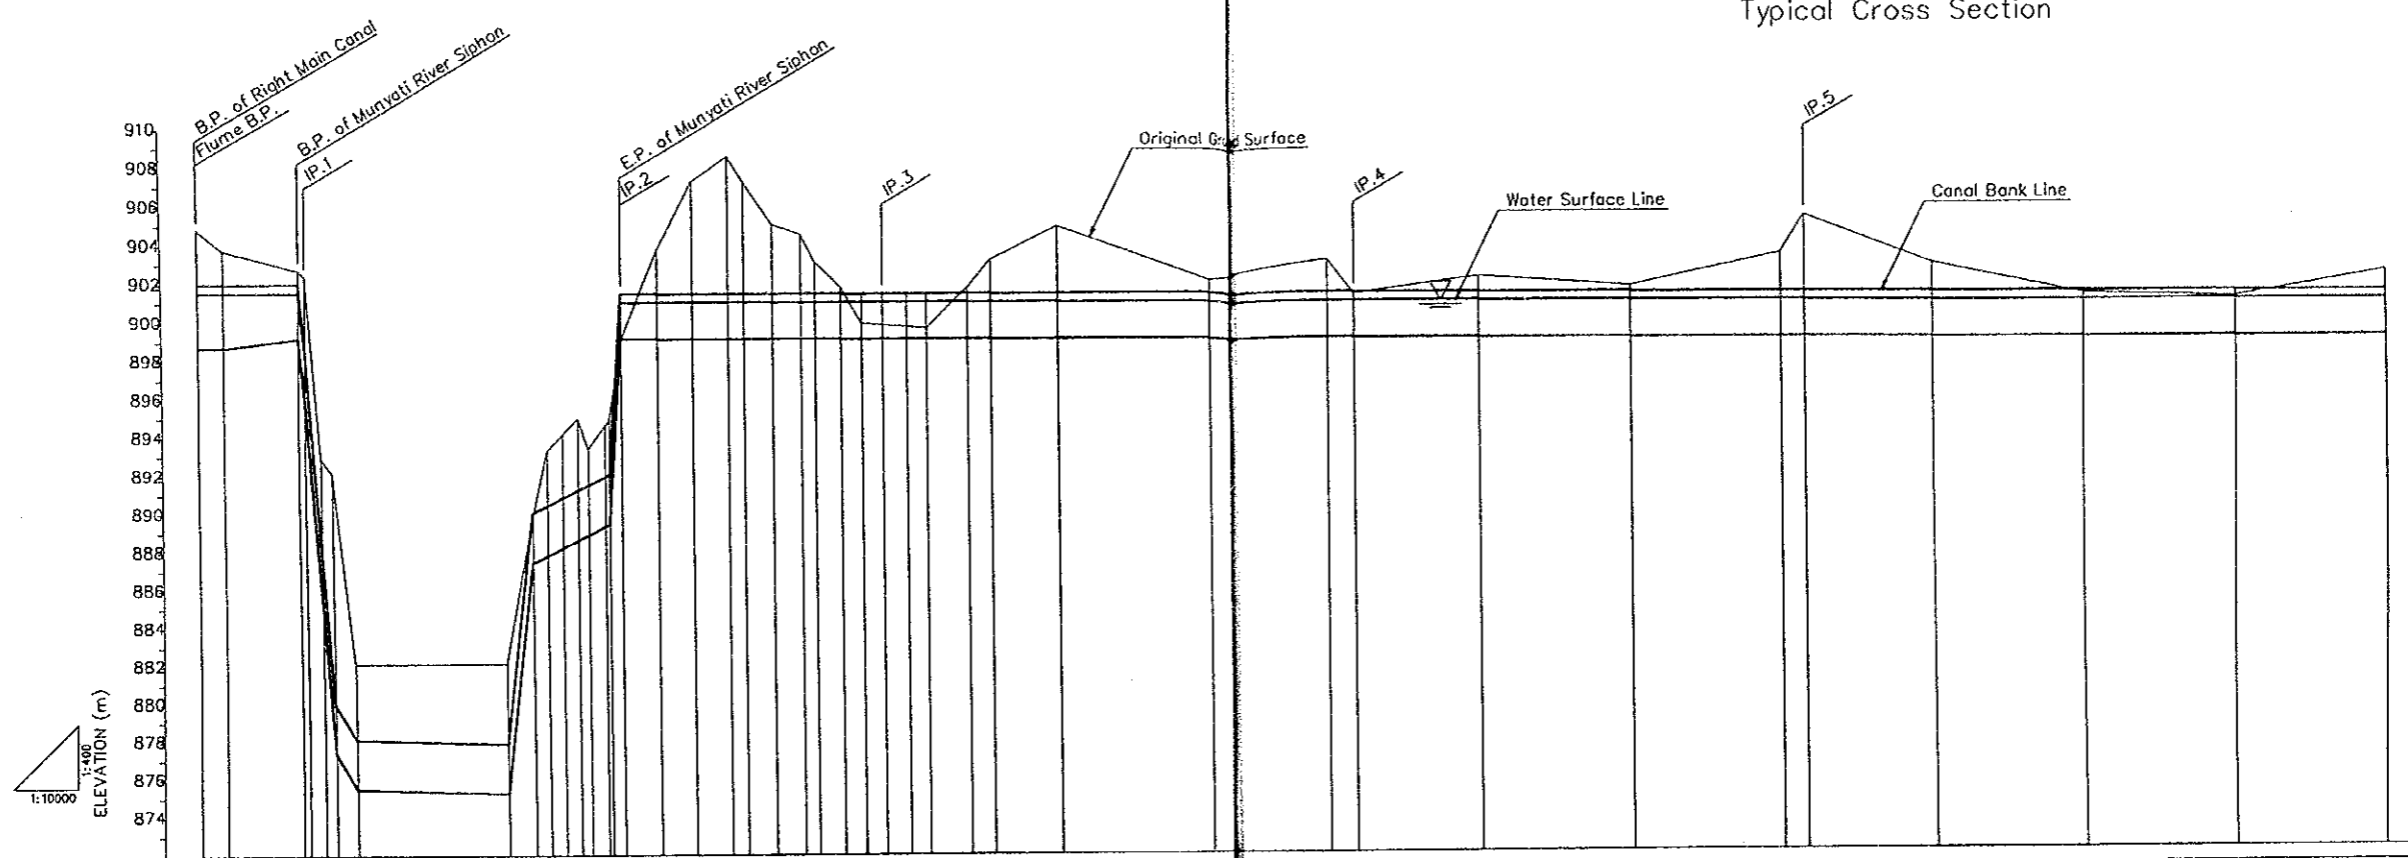 Typical Cross Section
B.P. of Right Main Canal
Flume B.P.
B.P. of Munyati River Siphon
IP.1
E.P. of Munyati River Siphon
IP.2
IP.3
Original Surface
IP.4
Water Surface Line
IP.5
Canal Bank Line
910
908
906
904
902
900
898
896
894
892
890
888
886
884
882
880
878
876
874
ELEVATION (m)
1:400
1:10000